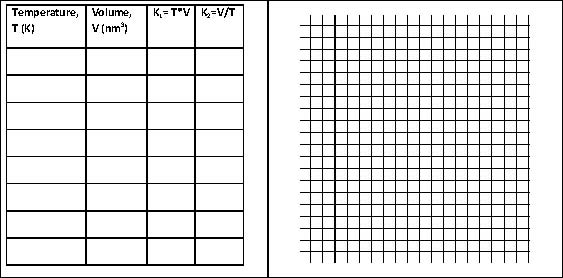 Temperature, Volume, K₁= T*V K₂=V/T
T (K) V (nm³)